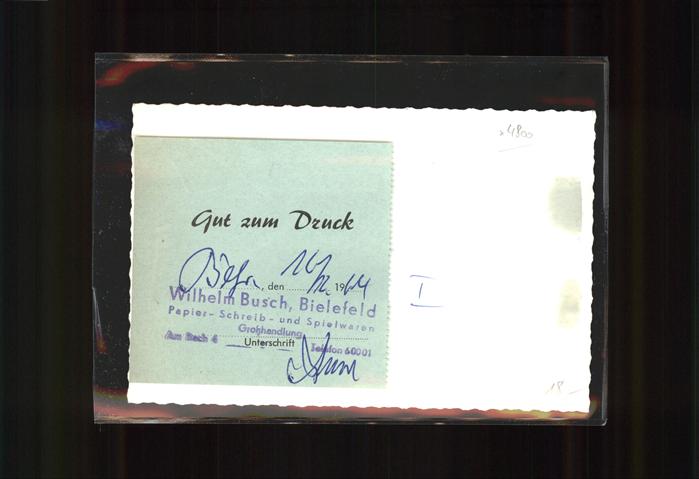 x4800
Gut zum Druck
, den 16/12. 1964
Wilhelm Busch, Bielefeld
Papier- Schreib- und Spielwaren
Großhandlung
Am Bach 4
Unterschrift
Telefon 60001
I
18 –